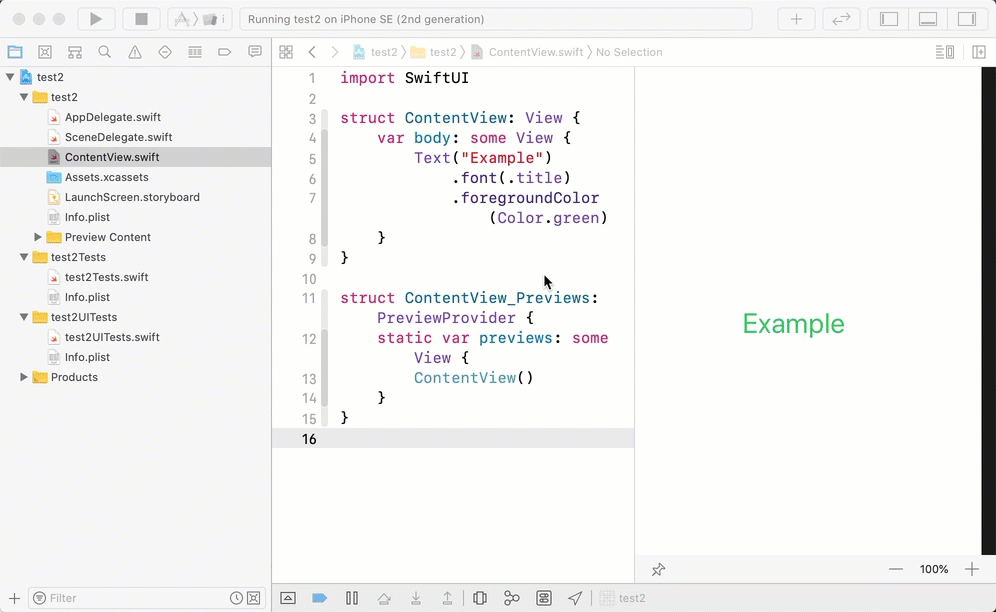 Running test2 on iPhone SE (2nd generation)
test2 test2 ContentView.swift No Selection
test2
test2
AppDelegate.swift
SceneDelegate.swift
ContentView.swift
Assets.xcassets
LaunchScreen.storyboard
Info.plist
Preview Content
test2Tests
test2Tests.swift
Info.plist
test2UITests
test2UITests.swift
Info.plist
Products
Filter
1 import SwiftUI
2
3 struct ContentView: View {
4 var body: some View {
5 Text("Example")
6 .font(.title)
7 .foregroundColor
(Color.green)
8 }
9 }
10
11 struct ContentView_Previews:
PreviewProvider {
12 static var previews: some
View {
13 ContentView()
14 }
15 }
16
Example
100%
test2